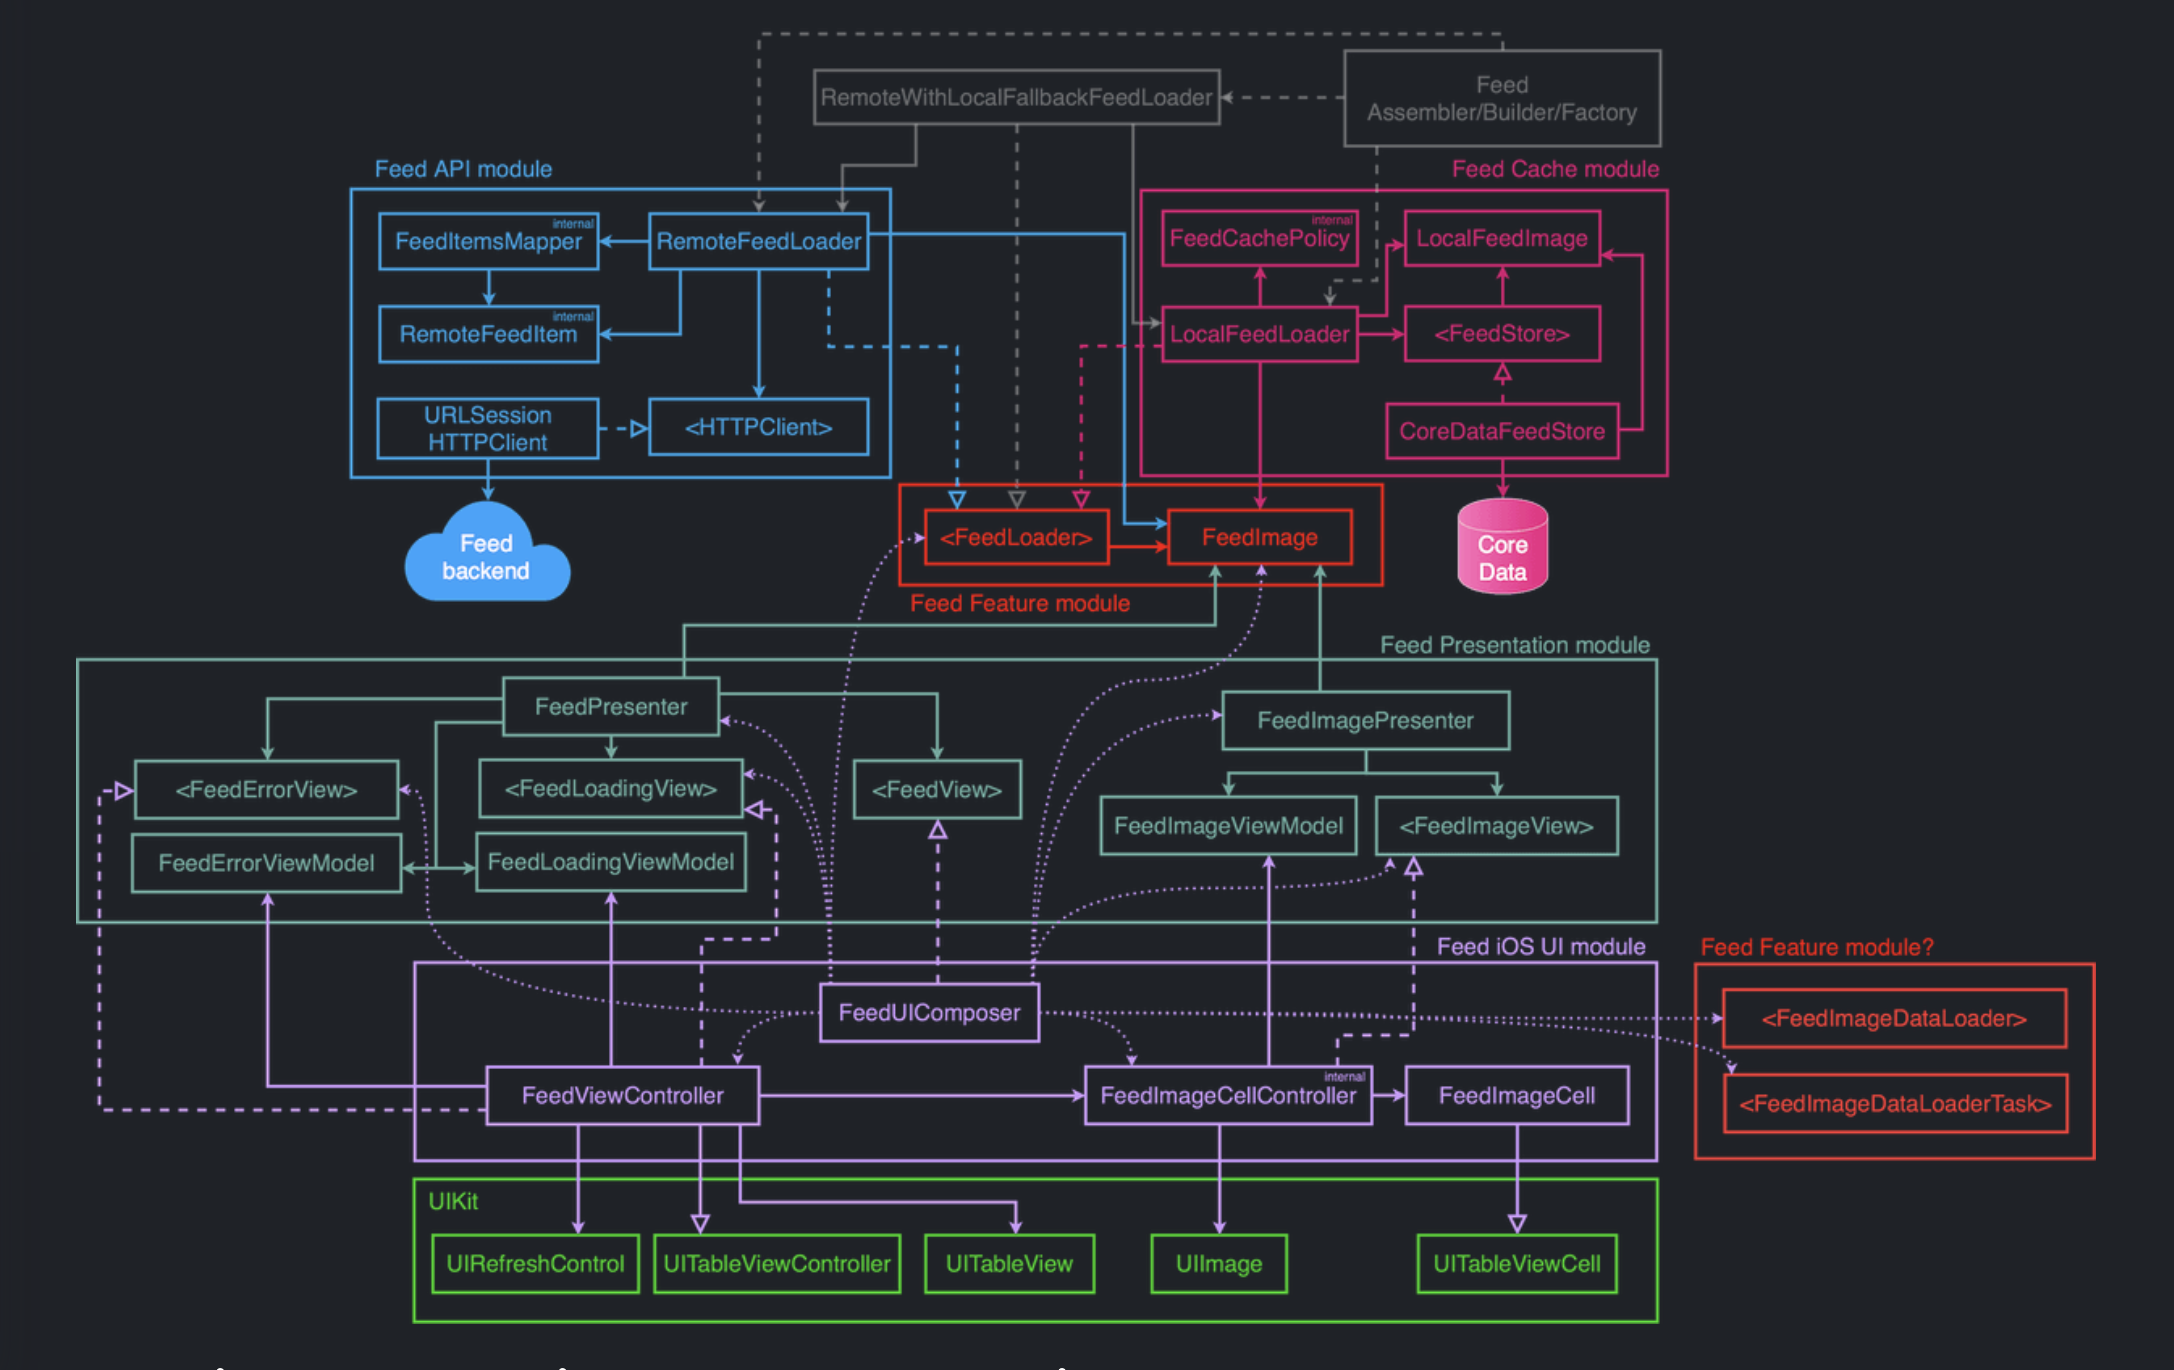 RemoteWithLocalFallbackFeedLoader
Feed
Assembler/Builder/Factory
Feed API module
Feed Cache module
internal
FeedItemsMapper
RemoteFeedLoader
internal
FeedCachePolicy
LocalFeedImage
internal
RemoteFeedItem
LocalFeedLoader
<FeedStore>
URLSession
HTTPClient
<HTTPClient>
CoreDataFeedStore
Feed
backend
<FeedLoader>
FeedImage
Core
Data
Feed Feature module
Feed Presentation module
FeedPresenter
FeedImagePresenter
<FeedErrorView>
<FeedLoadingView>
<FeedView>
FeedImageViewModel
<FeedImageView>
FeedErrorViewModel
FeedLoadingViewModel
Feed iOS UI module
Feed Feature module?
FeedUIComposer
<FeedImageDataLoader>
FeedViewController
internal
FeedImageCellController
FeedImageCell
<FeedImageDataLoaderTask>
UIKit
UIRefreshControl
UITableViewController
UITableView
UIImage
UITableViewCell